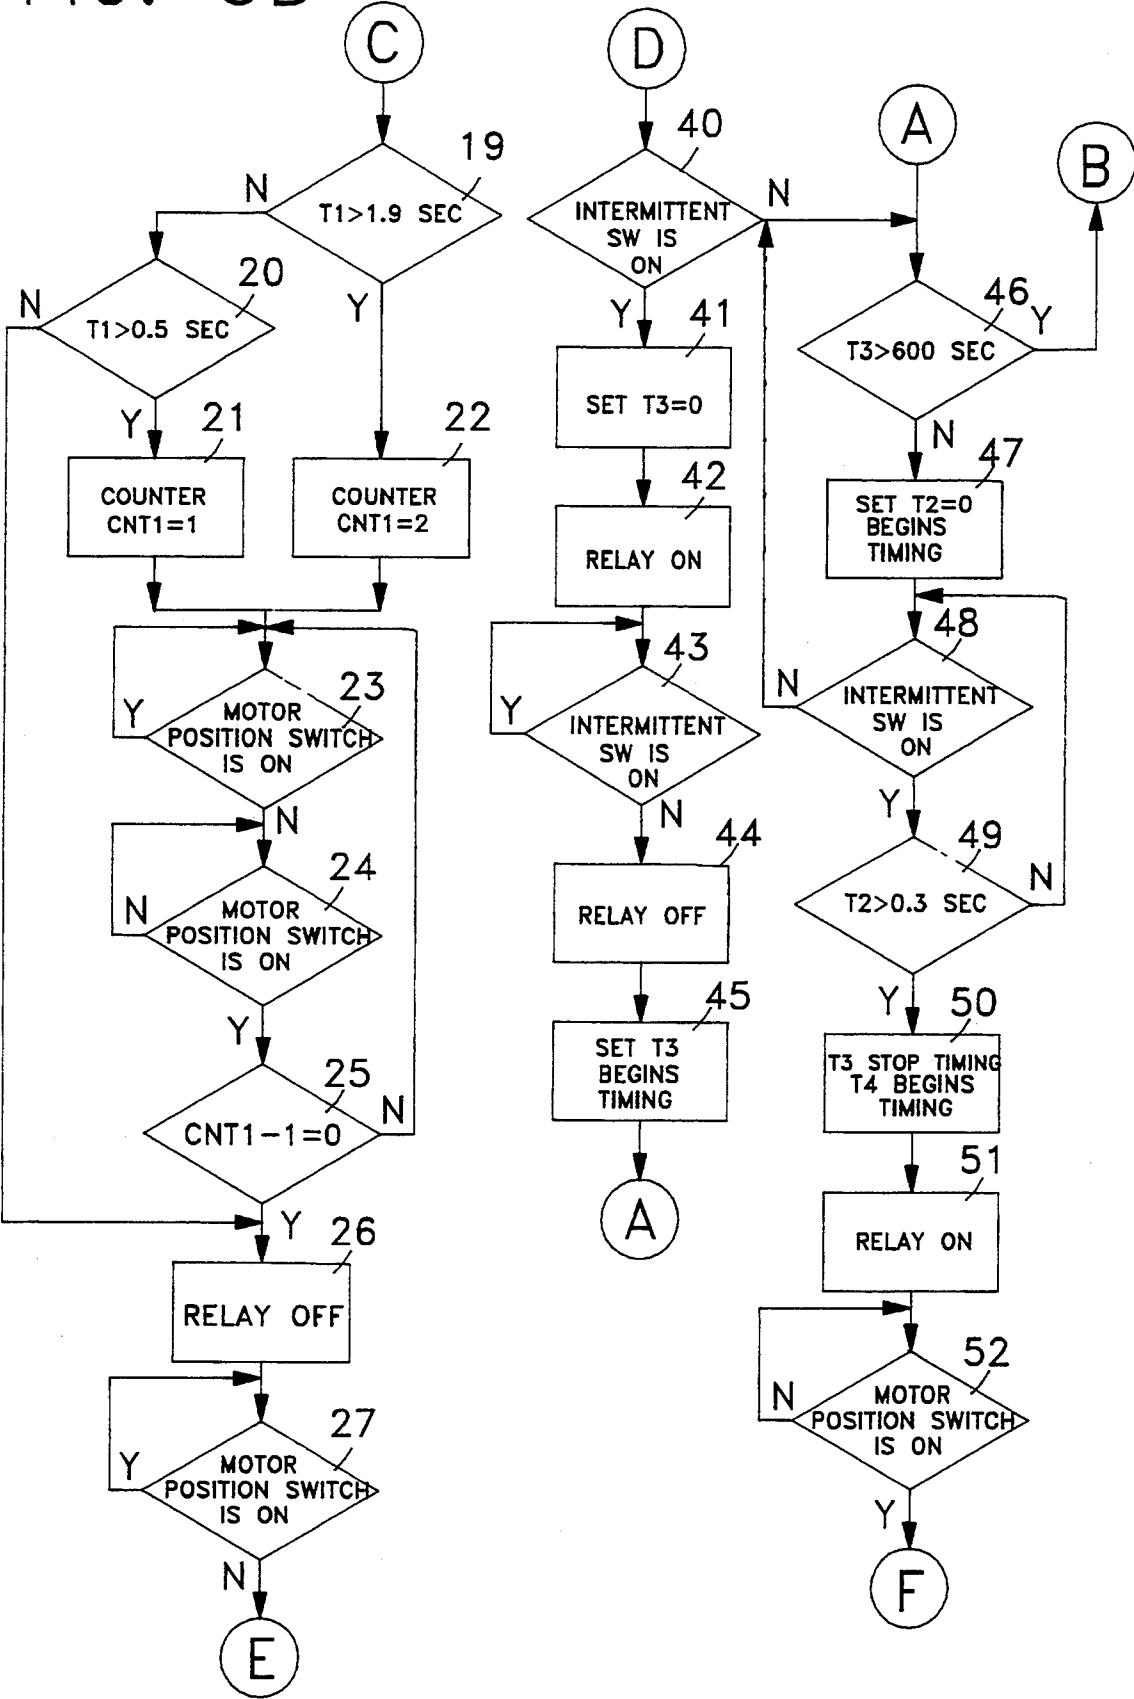 C
19
T1>1.9 SEC
N
Y
20
T1>0.5 SEC
N
Y
21
COUNTER
CNT1=1
22
COUNTER
CNT1=2
23
MOTOR
POSITION SWITCH
IS ON
Y
N
24
MOTOR
POSITION SWITCH
IS ON
N
Y
25
CNT1-1=0
N
Y
26
RELAY OFF
27
MOTOR
POSITION SWITCH
IS ON
Y
N
E
D
40
INTERMITTENT
SW IS
ON
N
Y
41
SET T3=0
42
RELAY ON
43
INTERMITTENT
SW IS
ON
Y
N
44
RELAY OFF
45
SET T3
BEGINS
TIMING
A
A
B
46
T3>600 SEC
Y
N
47
SET T2=0
BEGINS
TIMING
48
INTERMITTENT
SW IS
ON
N
Y
49
T2>0.3 SEC
N
Y
50
T3 STOP TIMING
T4 BEGINS
TIMING
51
RELAY ON
52
MOTOR
POSITION SWITCH
IS ON
N
Y
F